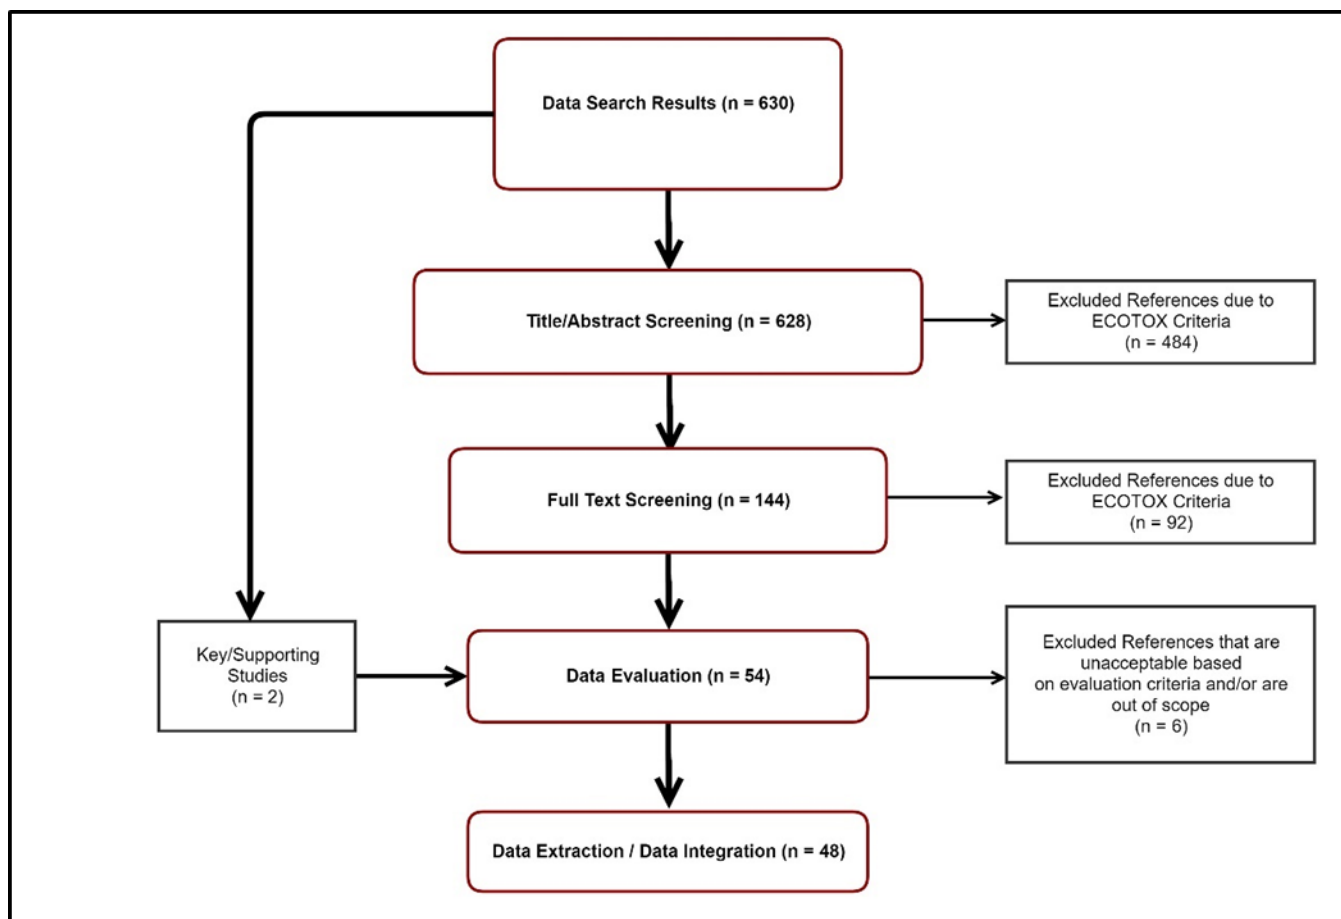 Data Search Results (n = 630)
Title/Abstract Screening (n = 628)
Excluded References due to
ECOTOX Criteria
(n = 484)
Full Text Screening (n = 144)
Excluded References due to
ECOTOX Criteria
(n = 92)
Key/Supporting
Studies
(n = 2)
Data Evaluation (n = 54)
Excluded References that are
unacceptable based
on evaluation criteria and/or are
out of scope
(n = 6)
Data Extraction / Data Integration (n = 48)